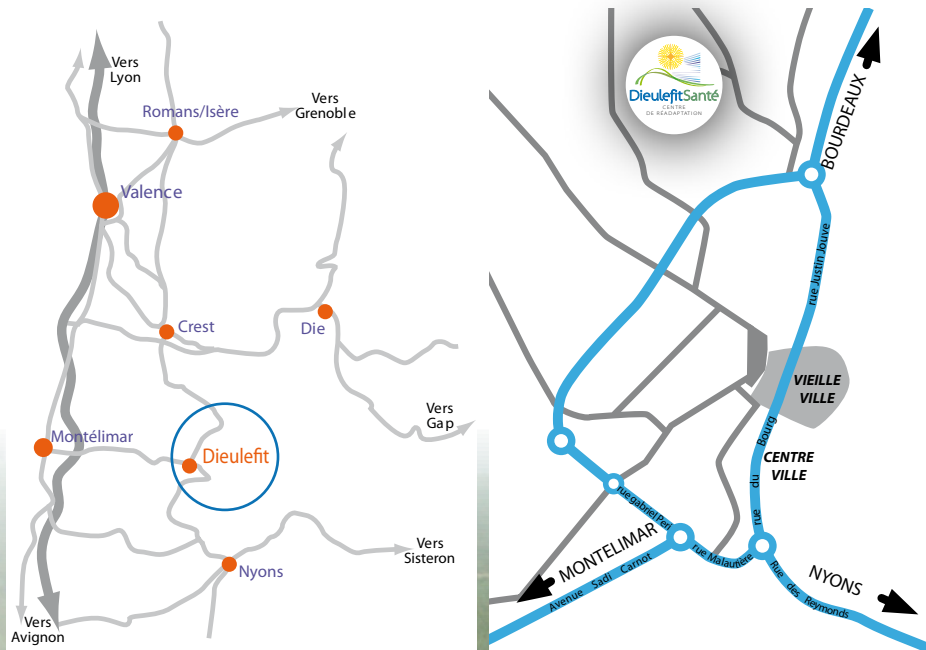 Vers
Lyon
Romans/Isère
Vers
Grenoble
Valence
Crest
Die
Vers
Gap
Montélimar
Dieulefit
Vers
Sisteron
Nyons
Vers
Avignon
DieulefitSanté
CENTRE
DE RÉADAPTATION
BOURDEAUX
rue Justin Jouve
VIEILLE
VILLE
CENTRE
VILLE
rue du Bourg
rue gabriel Peri
MONTELIMAR
rue Malautière
Avenue Sadi Carnot
NYONS
Rue des Reymonds